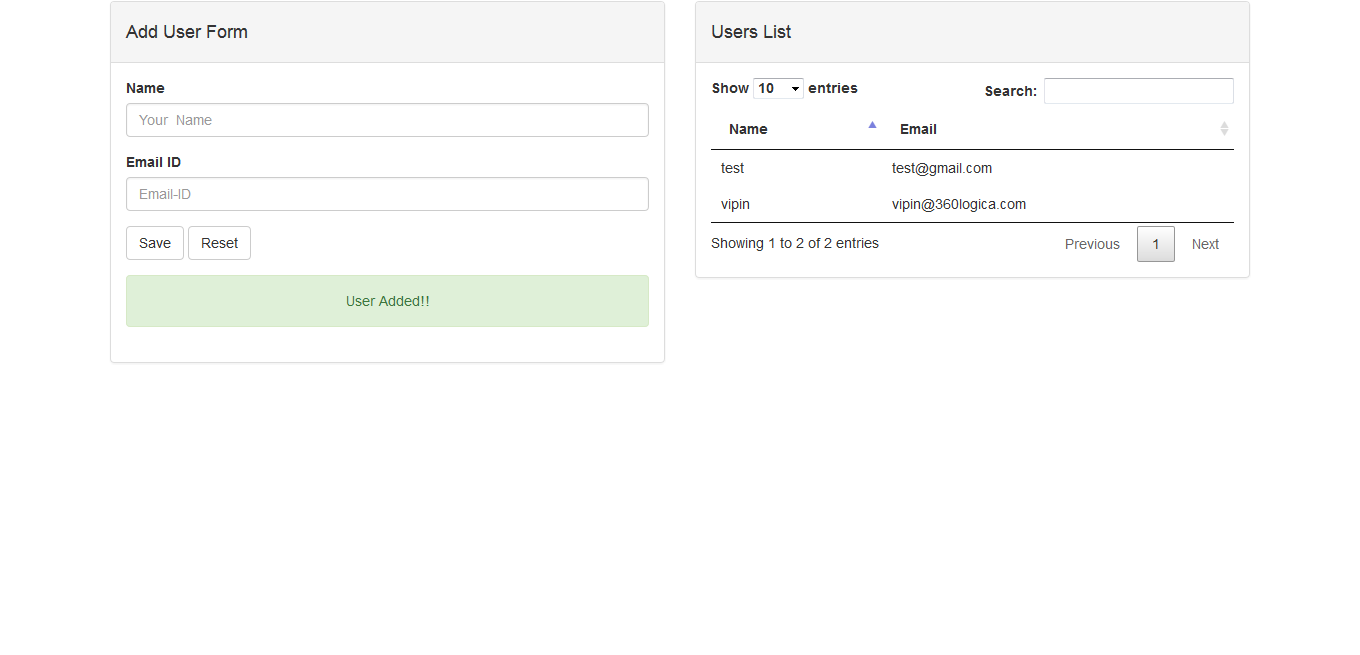 Add User Form
Name
Your  Name
Email ID
Email-ID
Save Reset
User Added!!
Users List
Show 10 entries Search:
Name Email
test test@gmail.com
vipin vipin@360logica.com
Showing 1 to 2 of 2 entries Previous 1 Next